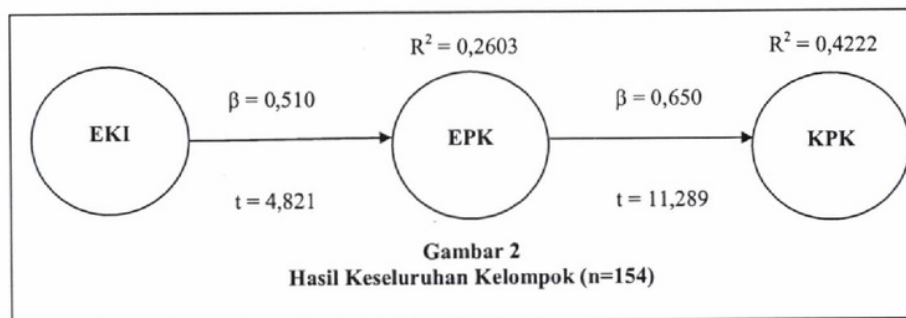 R² = 0,2603
R² = 0,4222
β = 0,510
β = 0,650
EKI
EPK
KPK
t = 4,821
t = 11,289
Gambar 2
Hasil Keseluruhan Kelompok (n=154)